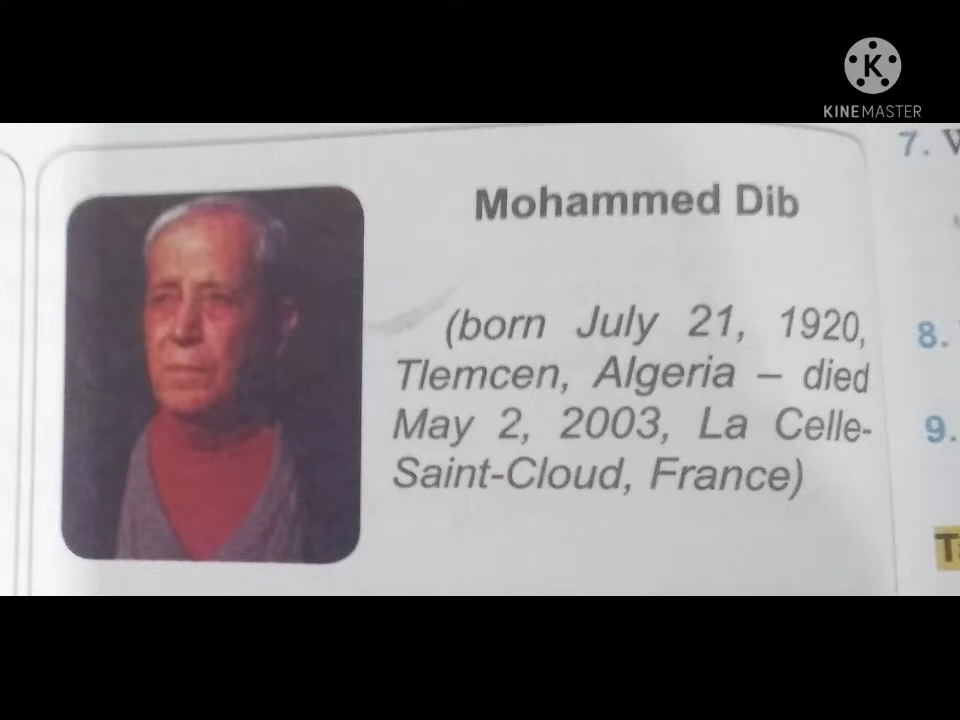 K
KINEMASTER
7.
Mohammed Dib
(born July 21, 1920,
8.
Tlemcen, Algeria – died
May 2, 2003, La Celle-
9.
Saint-Cloud, France)